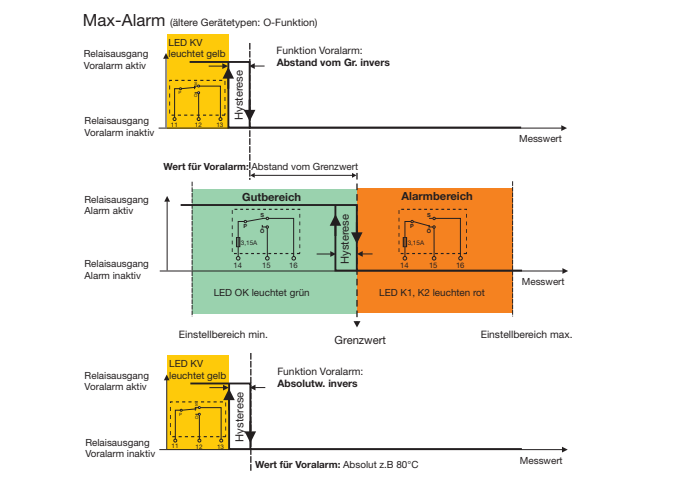 Max-Alarm (ältere Gerätetypen: O-Funktion)
LED KV
leuchtet gelb
Relaisausgang
Voralarm aktiv
Funktion Voralarm:
Abstand vom Gr. invers
Hysterese
S
P
Ö
11 12 13
Relaisausgang
Voralarm inaktiv
Messwert
Wert für Voralarm: Abstand vom Grenzwert
Gutbereich
Alarmbereich
Relaisausgang
Alarm aktiv
S
P
Ö
3,15A
14 15 16
Hysterese
S
P
Ö
3,15A
14 15 16
Relaisausgang
Alarm inaktiv
Messwert
LED OK leuchtet grün
LED K1, K2 leuchten rot
Einstellbereich min.
Grenzwert
Einstellbereich max.
LED KV
leuchtet gelb
Relaisausgang
Voralarm aktiv
Funktion Voralarm:
Absolutw. invers
Hysterese
S
P
Ö
11 12 13
Relaisausgang
Voralarm inaktiv
Messwert
Wert für Voralarm: Absolut z.B 80°C